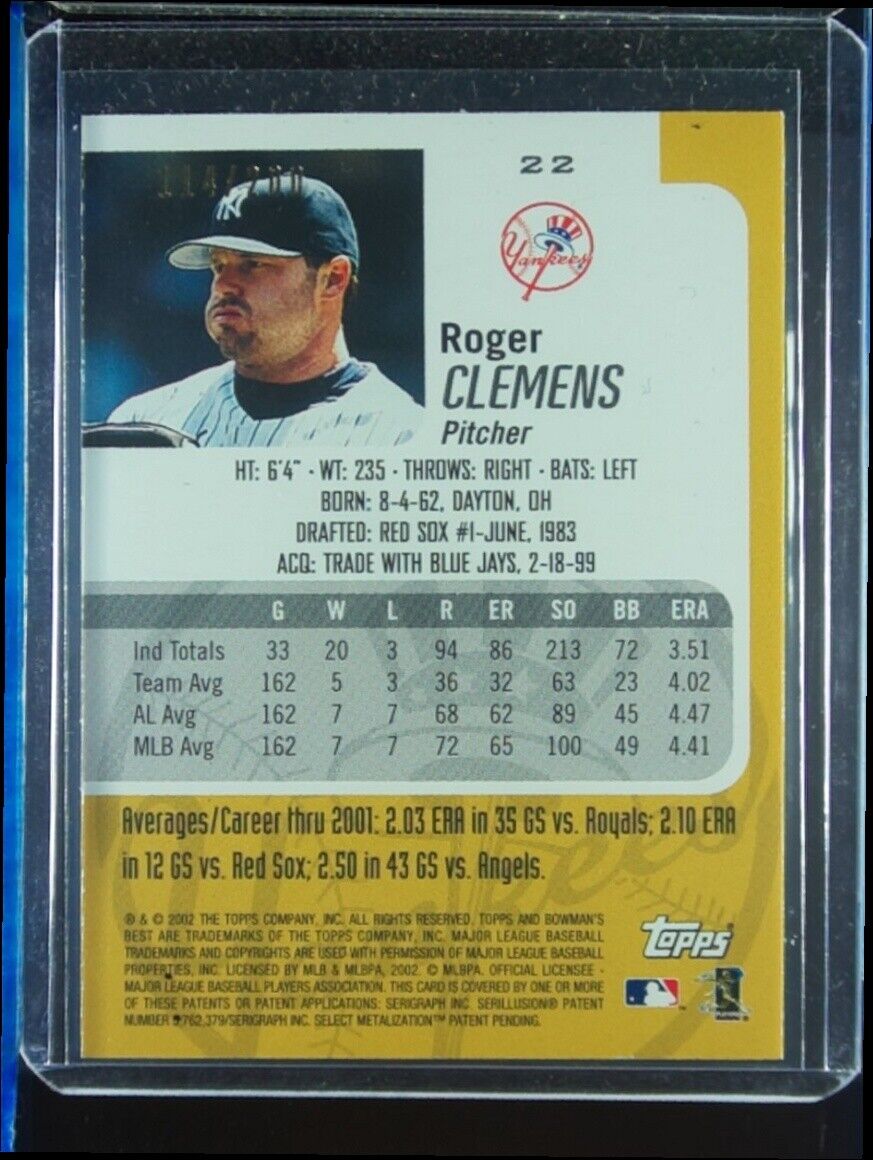 22
114/200
NY
Yankees
Roger
CLEMENS
Pitcher
HT: 6'4" · WT: 235 · THROWS: RIGHT · BATS: LEFT
BORN: 8-4-62, DAYTON, OH
DRAFTED: RED SOX #1-JUNE, 1983
ACQ: TRADE WITH BLUE JAYS, 2-18-99
G W L R ER SO BB ERA
Ind Totals 33 20 3 94 86 213 72 3.51
Team Avg 162 5 3 36 32 63 23 4.02
AL Avg 162 7 7 68 62 89 45 4.47
MLB Avg 162 7 7 72 65 100 49 4.41
Averages/Career thru 2001: 2.03 ERA in 35 GS vs. Royals; 2.10 ERA
in 12 GS vs. Red Sox; 2.50 in 43 GS vs. Angels.
® & © 2002 THE TOPPS COMPANY, INC. ALL RIGHTS RESERVED. TOPPS AND BOWMAN'S
BEST ARE TRADEMARKS OF THE TOPPS COMPANY, INC. MAJOR LEAGUE BASEBALL
TRADEMARKS AND COPYRIGHTS ARE USED WITH PERMISSION OF MAJOR LEAGUE BASEBALL
PROPERTIES, INC. LICENSED BY MLB & MLBPA, 2002. © MLBPA. OFFICIAL LICENSEE -
MAJOR LEAGUE BASEBALL PLAYERS ASSOCIATION. THIS CARD IS COVERED BY ONE OR MORE
OF THESE PATENTS OR PATENT APPLICATIONS: SERIGRAPH INC. SERILLUSION® PATENT
NUMBER 5,762,379/SERIGRAPH INC. SELECT METALIZATION™ PATENT PENDING.
TOPPS